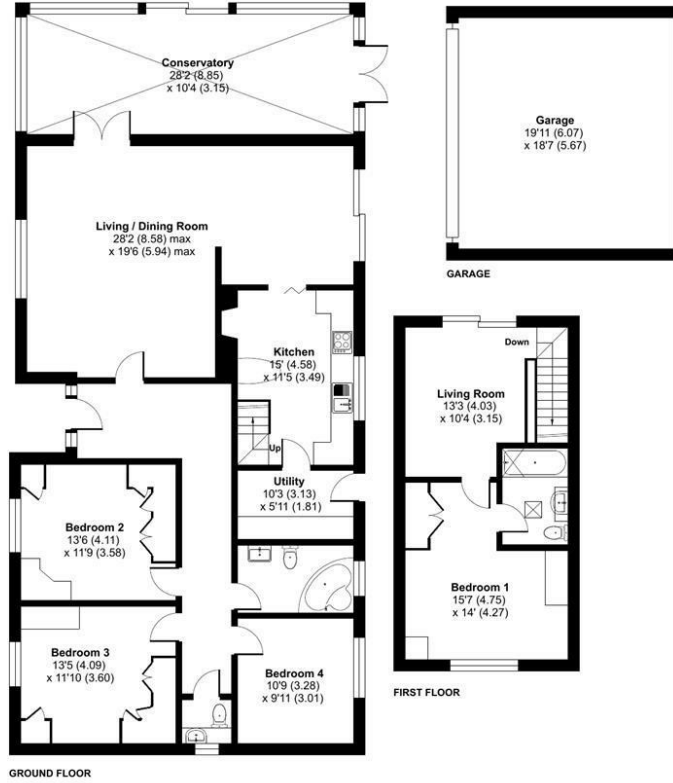 Conservatory
28'2 (8.85)
x 10'4 (3.15)
Garage
19'11 (6.07)
x 18'7 (5.67)
GARAGE
Living / Dining Room
28'2 (8.58) max
x 19'6 (5.94) max
Kitchen
15' (4.58)
x 11'5 (3.49)
Up
Down
Living Room
13'3 (4.03)
x 10'4 (3.15)
Utility
10'3 (3.13)
x 5'11 (1.81)
Bedroom 2
13'6 (4.11)
x 11'9 (3.58)
Bedroom 1
15'7 (4.75)
x 14' (4.27)
Bedroom 3
13'5 (4.09)
x 11'10 (3.60)
Bedroom 4
10'9 (3.28)
x 9'11 (3.01)
FIRST FLOOR
GROUND FLOOR